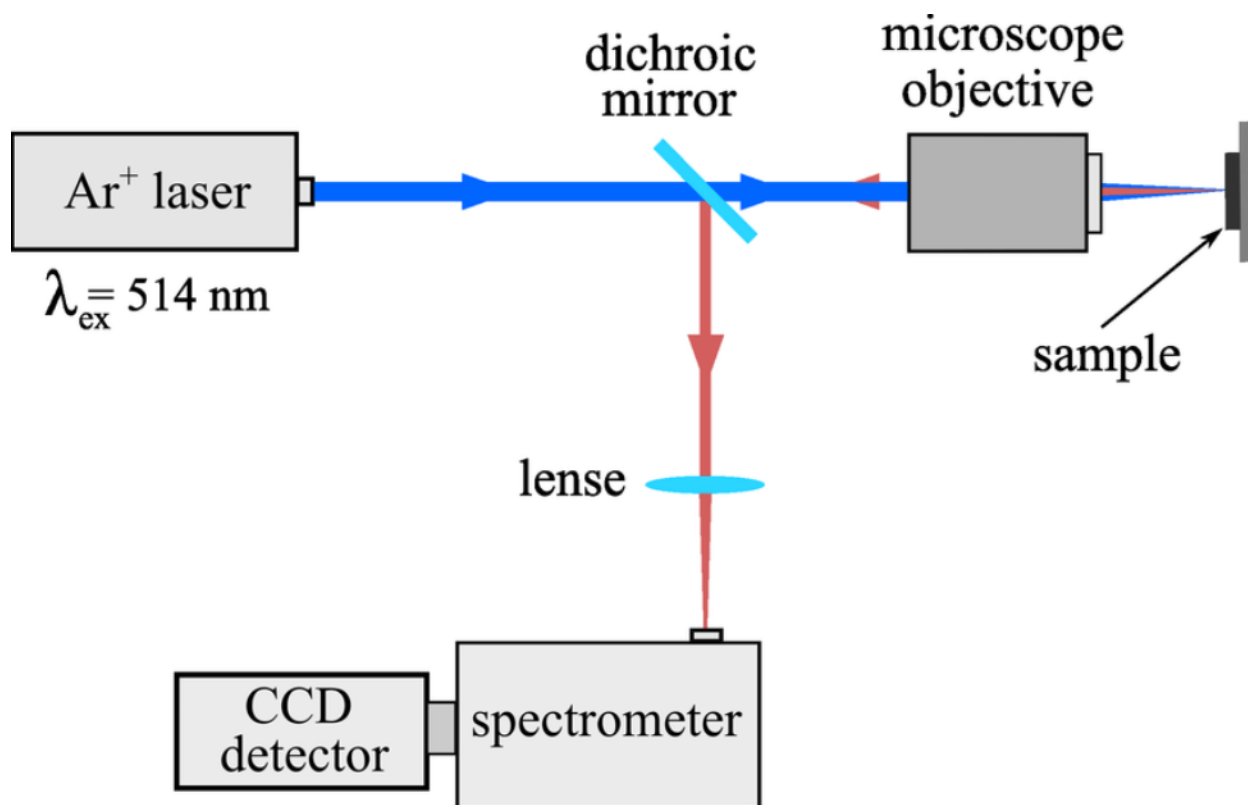 dichroic
mirror
microscope
objective
Ar⁺ laser
λex = 514 nm
sample
lense
CCD
detector
spectrometer